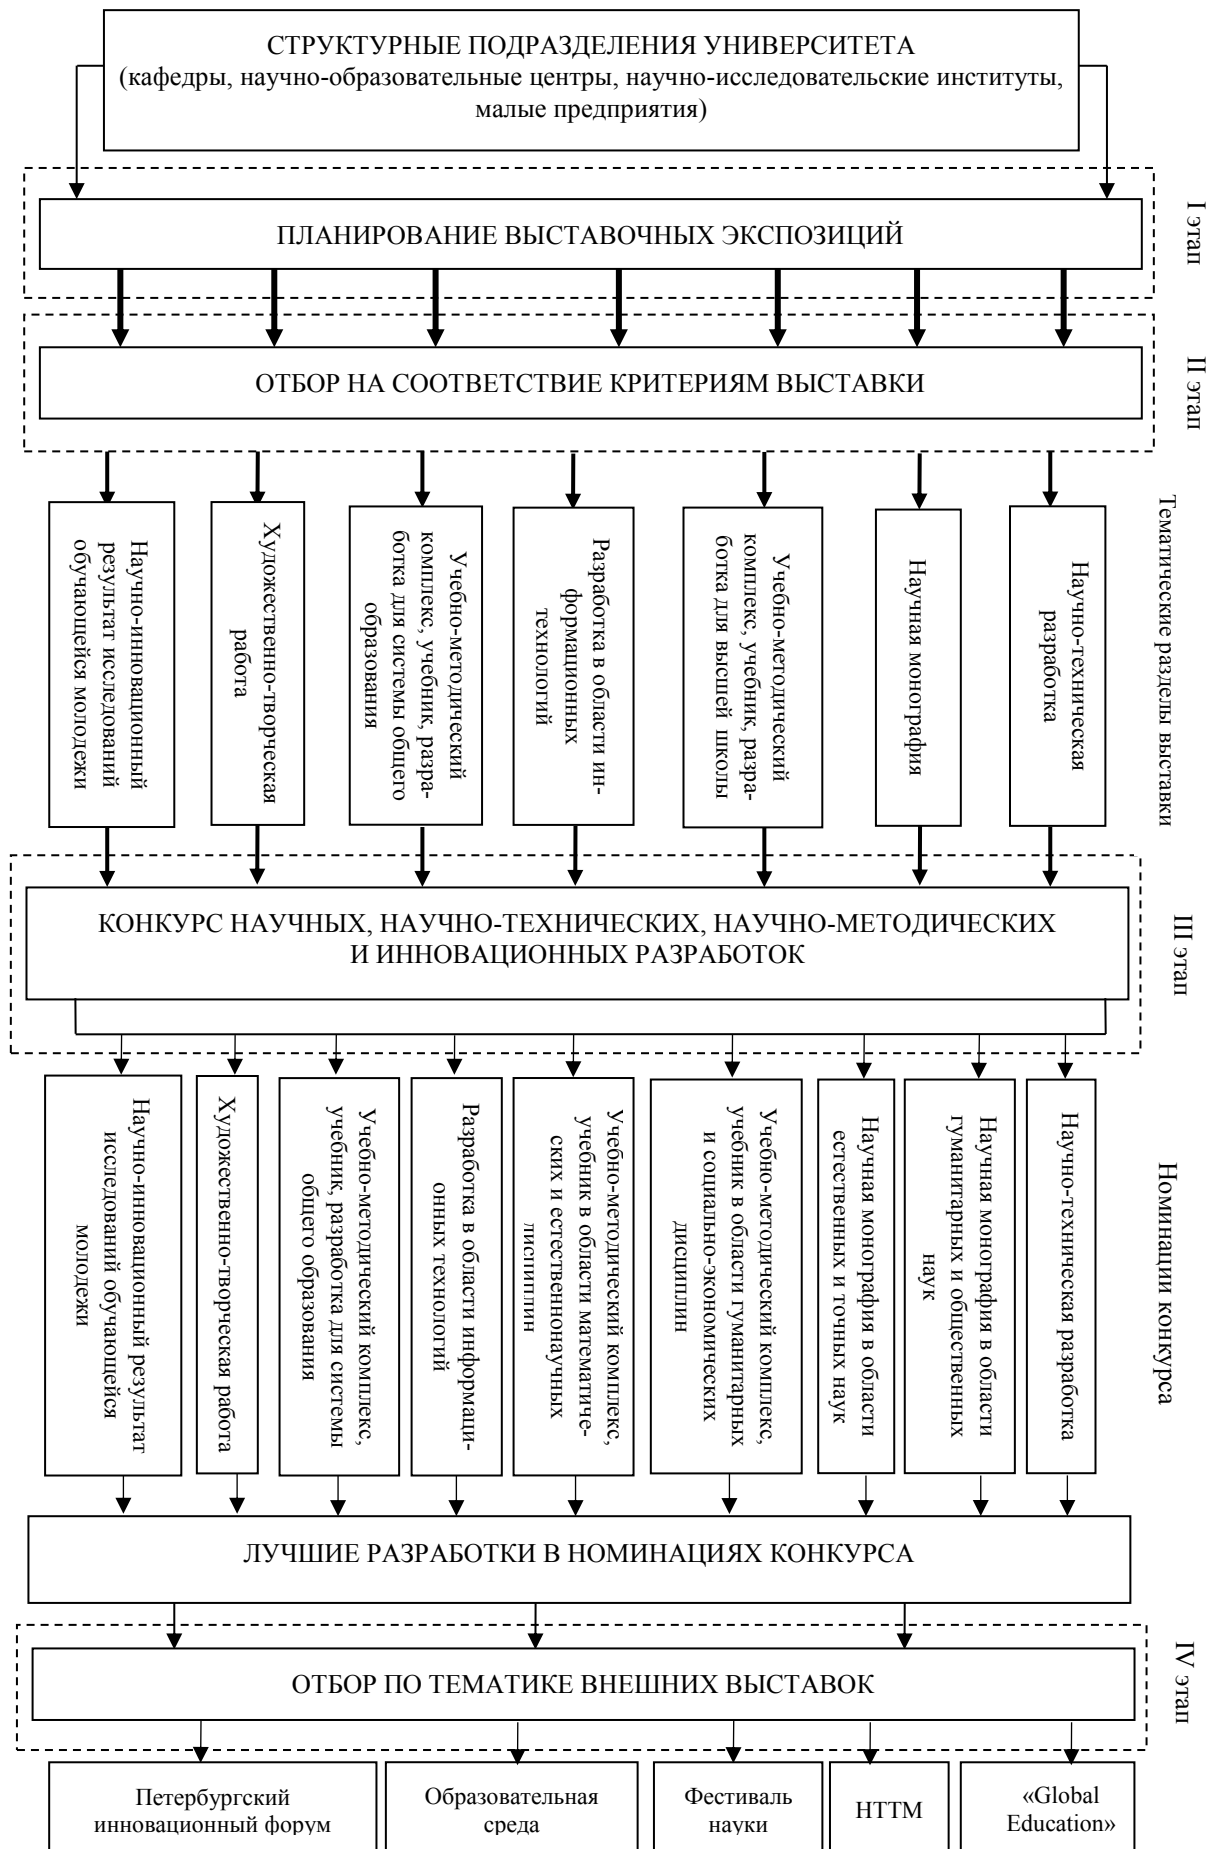 СТРУКТУРНЫЕ ПОДРАЗДЕЛЕНИЯ УНИВЕРСИТЕТА
(кафедры, научно-образовательные центры, научно-исследовательские институты,
малые предприятия)
I этап
ПЛАНИРОВАНИЕ ВЫСТАВОЧНЫХ ЭКСПОЗИЦИЙ
II этап
ОТБОР НА СООТВЕТСТВИЕ КРИТЕРИЯМ ВЫСТАВКИ
Тематические разделы выставки
Научно-инновационный
результат исследований
обучающейся молодежи
Художественно-творческая
работа
Учебно-методический
комплекс, учебник, разра-
ботка для системы общего
образования
Разработка в области ин-
формационных
технологий
Учебно-методический
комплекс, учебник, разра-
ботка для высшей школы
Научная монография
Научно-техническая
разработка
III этап
КОНКУРС НАУЧНЫХ, НАУЧНО-ТЕХНИЧЕСКИХ, НАУЧНО-МЕТОДИЧЕСКИХ
И ИННОВАЦИОННЫХ РАЗРАБОТОК
Номинации конкурса
Научно-инновационный результат
исследований обучающейся
молодежи
Художественно-творческая работа
Учебно-методический комплекс,
учебник, разработка для системы
общего образования
Разработка в области информаци-
онных технологий
Учебно-методический комплекс,
учебник в области математиче-
ских и естественнонаучных
дисциплин
Учебно-методический комплекс,
учебник в области гуманитарных
и социально-экономических
дисциплин
Научная монография в области
естественных и точных наук
Научная монография в области
гуманитарных и общественных
наук
Научно-техническая разработка
ЛУЧШИЕ РАЗРАБОТКИ В НОМИНАЦИЯХ КОНКУРСА
IV этап
ОТБОР ПО ТЕМАТИКЕ ВНЕШНИХ ВЫСТАВОК
Петербургский
инновационный форум
Образовательная
среда
Фестиваль
науки
НТТМ
«Global
Education»